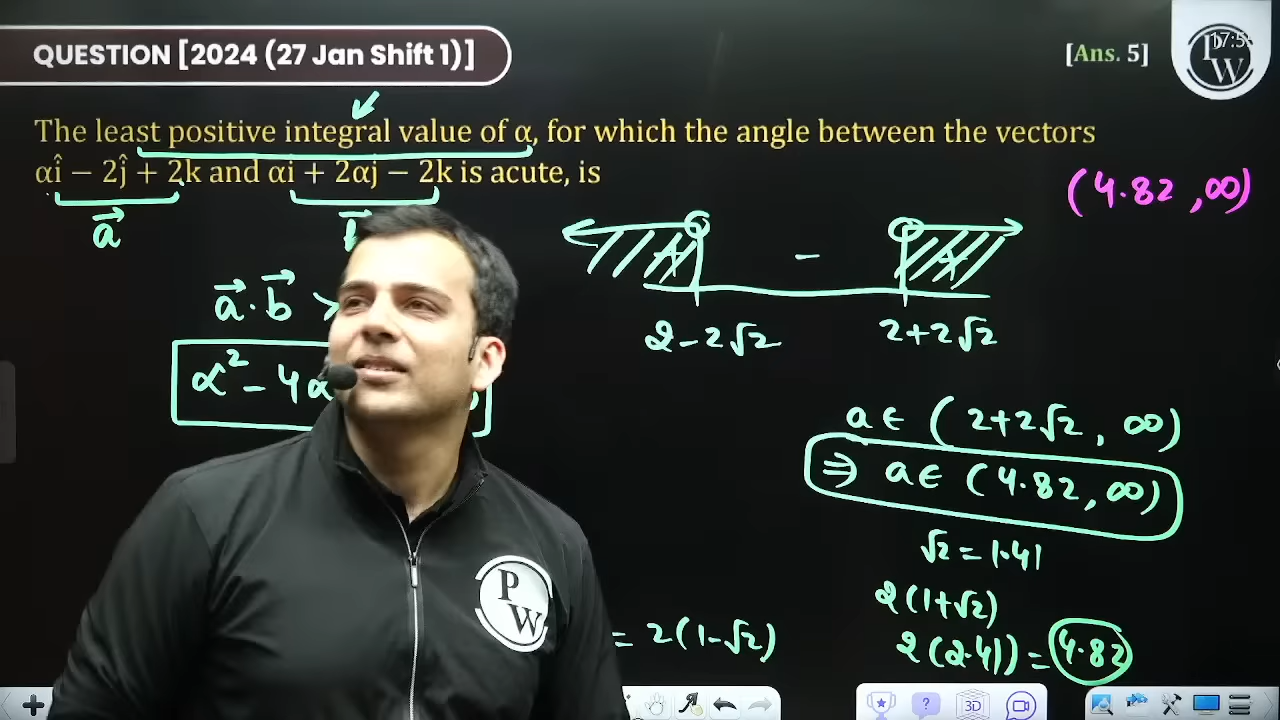 QUESTION [2024 (27 Jan Shift 1)]
[Ans. 5]
17:5
PW
The least positive integral value of α, for which the angle between the vectors
αî − 2ĵ + 2k and αi + 2αj − 2k is acute, is
(4.82, ∞)
a⃗
a⃗ · b⃗ >
2 - 2√2
2+2√2
−
α² - 4α
a ∈ (2+2√2, ∞)
⇒ a ∈ (4.82, ∞)
√2 = 1.41
2(1+√2)
= 2(1-√2)
2(2.41) = 4.82
PW
3D